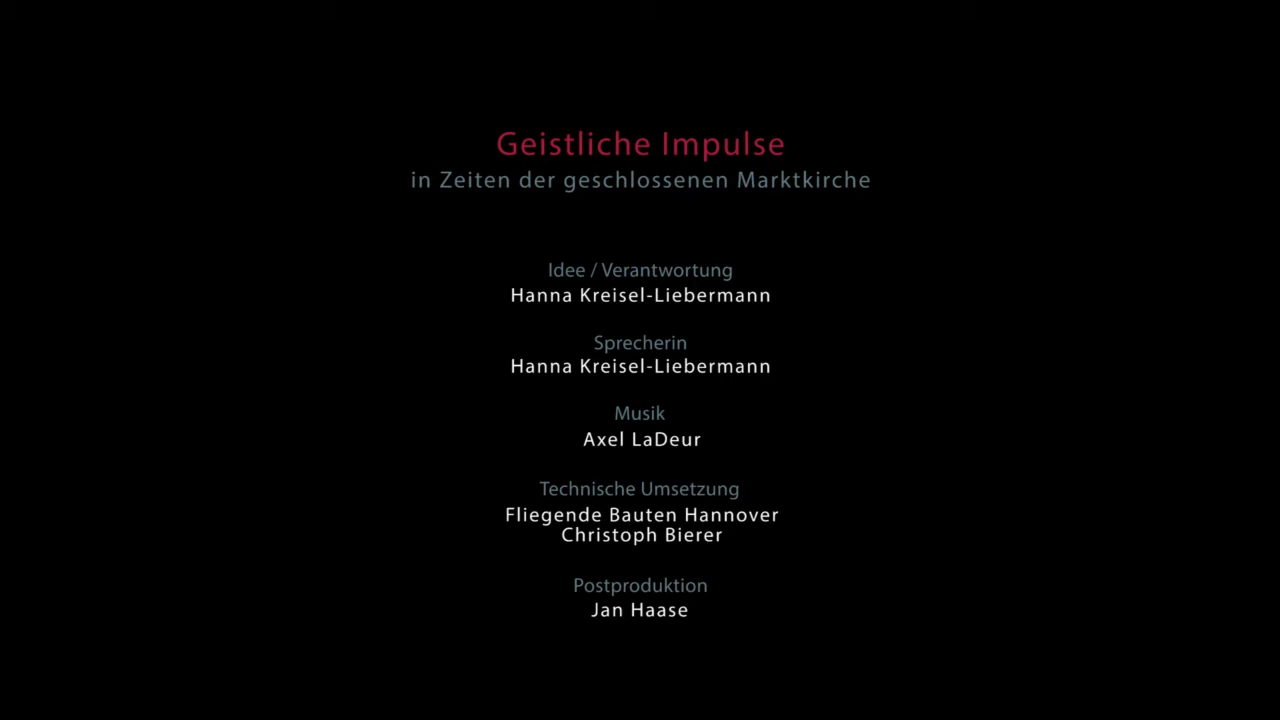 Geistliche Impulse
in Zeiten der geschlossenen Marktkirche
Idee / Verantwortung
Hanna Kreisel-Liebermann
Sprecherin
Hanna Kreisel-Liebermann
Musik
Axel LaDeur
Technische Umsetzung
Fliegende Bauten Hannover
Christoph Bierer
Postproduktion
Jan Haase